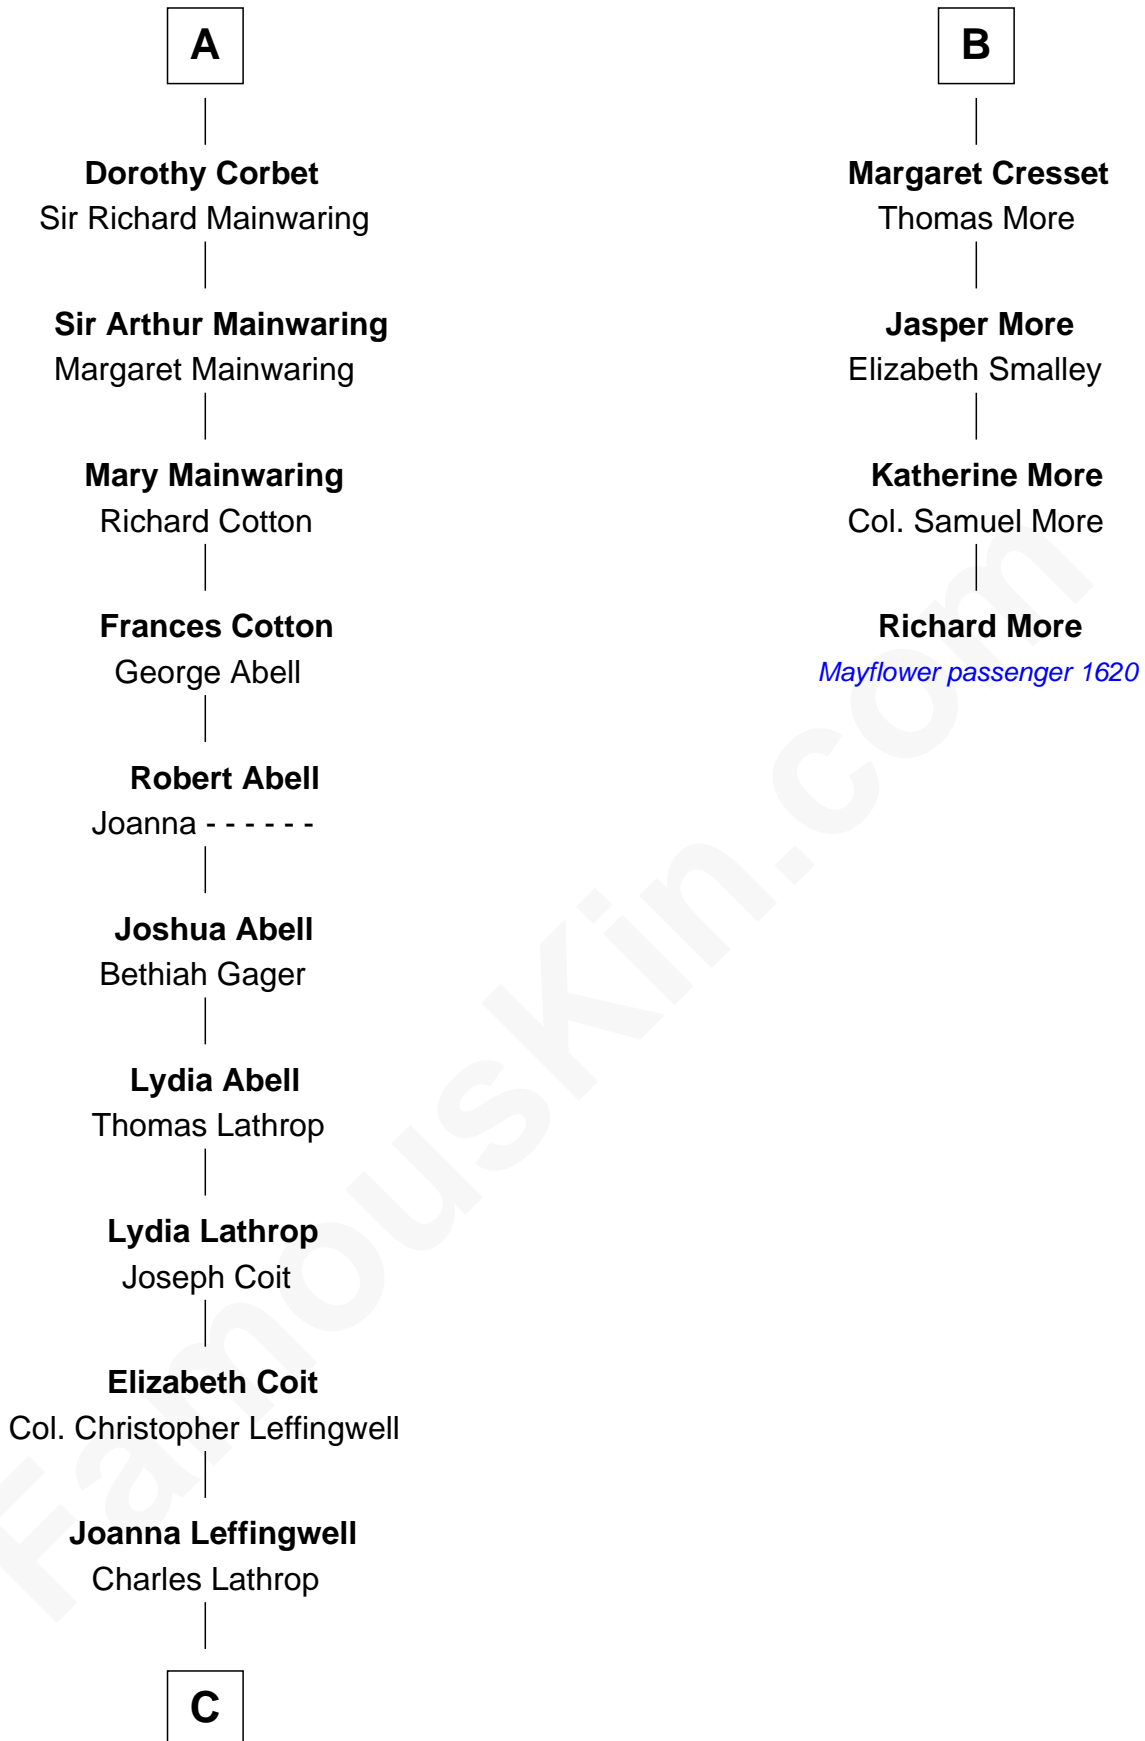 A
Dorothy Corbet
Sir Richard Mainwaring
Sir Arthur Mainwaring
Margaret Mainwaring
Mary Mainwaring
Richard Cotton
Frances Cotton
George Abell
Robert Abell
Joanna - - - - - -
Joshua Abell
Bethiah Gager
Lydia Abell
Thomas Lathrop
Lydia Lathrop
Joseph Coit
Elizabeth Coit
Col. Christopher Leffingwell
Joanna Leffingwell
Charles Lathrop
C
B
Margaret Cresset
Thomas More
Jasper More
Elizabeth Smalley
Katherine More
Col. Samuel More
Richard More
Mayflower passenger 1620
FamousKin.com